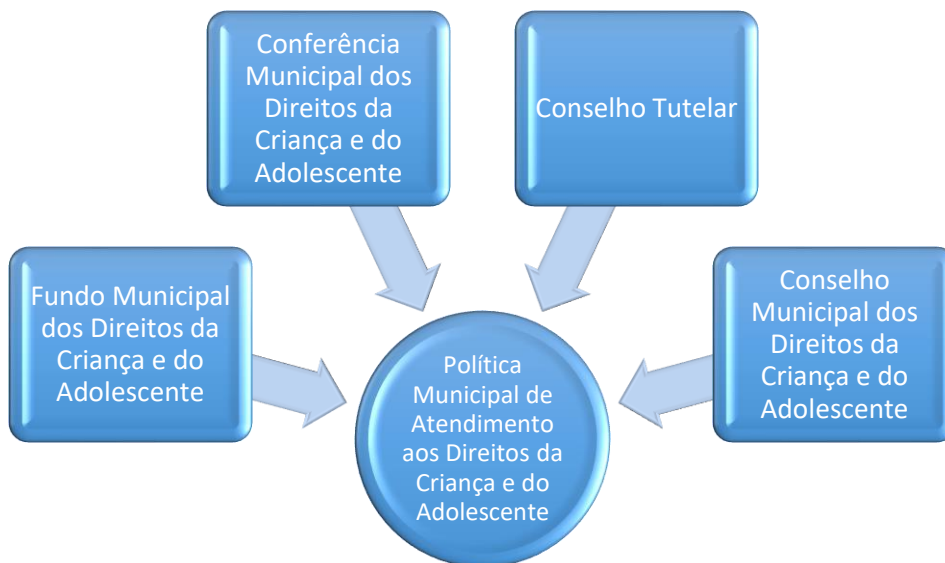 Conferência
Municipal dos
Direitos da
Criança e do
Adolescente
Conselho Tutelar
Fundo Municipal
dos Direitos da
Criança e do
Adolescente
Conselho
Municipal dos
Direitos da
Criança e do
Adolescente
Política
Municipal de
Atendimento
aos Direitos da
Criança e do
Adolescente